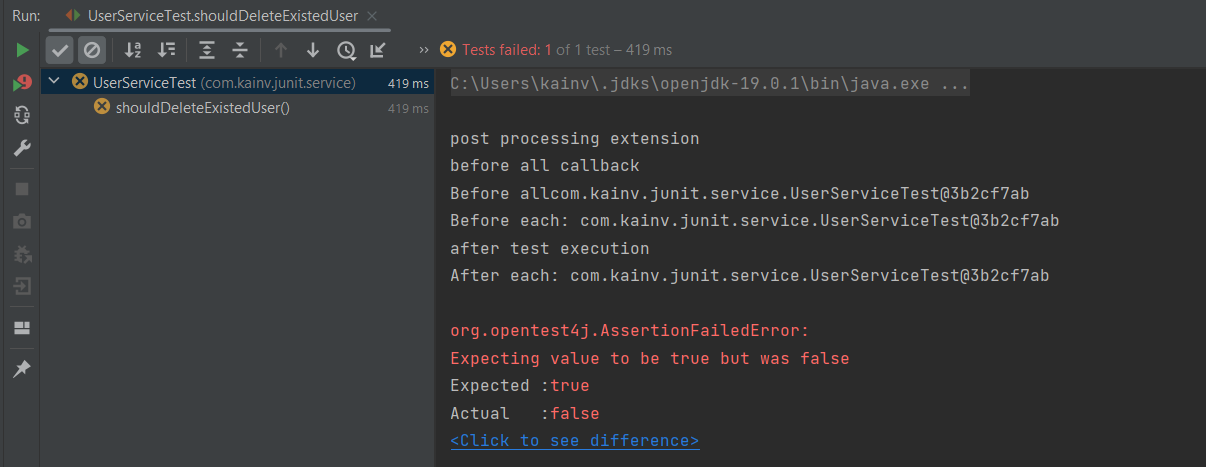 Run: UserServiceTest.shouldDeleteExistedUser
Tests failed: 1 of 1 test – 419 ms
UserServiceTest (com.kainv.junit.service) 419 ms
shouldDeleteExistedUser() 419 ms
C:\Users\kainv\.jdks\openjdk-19.0.1\bin\java.exe ...
post processing extension
before all callback
Before allcom.kainv.junit.service.UserServiceTest@3b2cf7ab
Before each: com.kainv.junit.service.UserServiceTest@3b2cf7ab
after test execution
After each: com.kainv.junit.service.UserServiceTest@3b2cf7ab
org.opentest4j.AssertionFailedError:
Expecting value to be true but was false
Expected :true
Actual   :false
<Click to see difference>